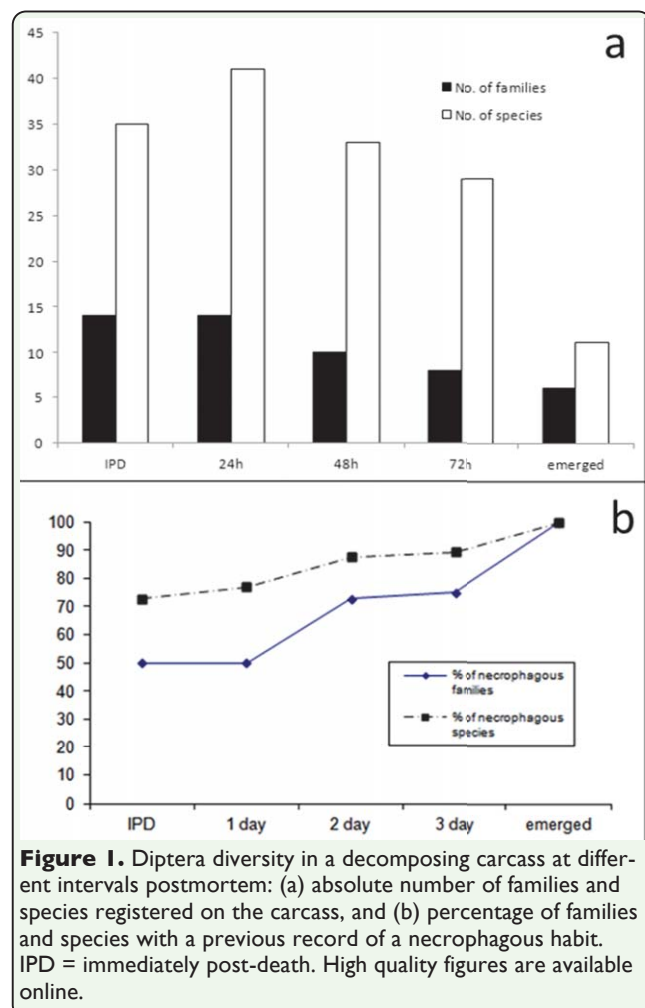 a
45
40
35
30
25
20
15
10
5
0
No. of families
No. of species
IPD 24h 48h 72h emerged
b
100
90
80
70
60
50
40
30
20
10
0
% of necrophagous
families
% of necrophagous
species
IPD 1 day 2 day 3 day emerged
Figure 1. Diptera diversity in a decomposing carcass at differ-
ent intervals postmortem: (a) absolute number of families and
species registered on the carcass, and (b) percentage of families
and species with a previous record of a necrophagous habit.
IPD = immediately post-death. High quality figures are available
online.